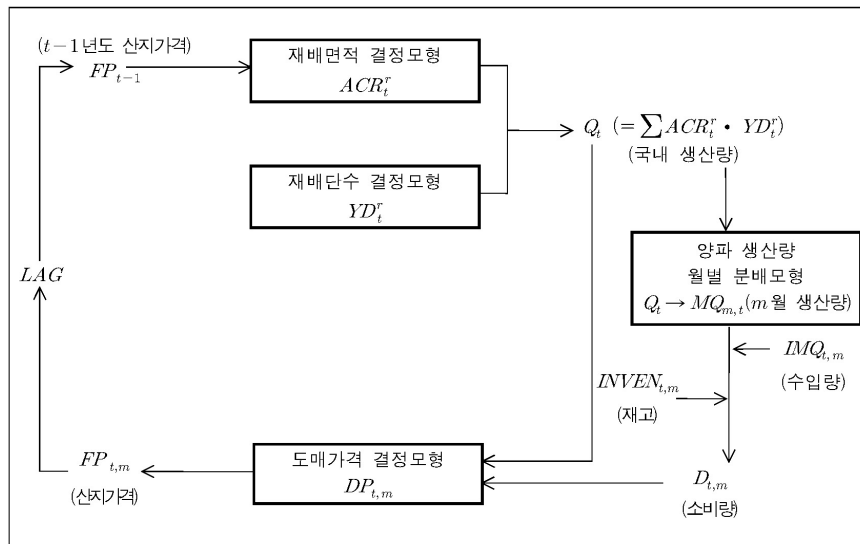 (t−1년도 산지가격)
FP_{t−1}
재배면적 결정모형
ACR_t^r
Q_t (=∑ACR_t^r • YD_t^r)
(국내 생산량)
재배단수 결정모형
YD_t^r
양파 생산량
월별 분배모형
Q_t → MQ_{m,t}(m월 생산량)
LAG
IMQ_{t,m}
(수입량)
INVEN_{t,m}
(재고)
FP_{t,m}
(산지가격)
도매가격 결정모형
DP_{t,m}
D_{t,m}
(소비량)